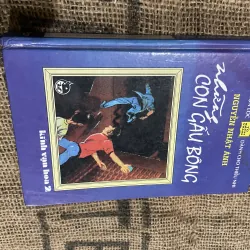 NGUYỄN NHẬT ÁNH
Những
CON GẤU BÔNG
kính vạn hoa 2